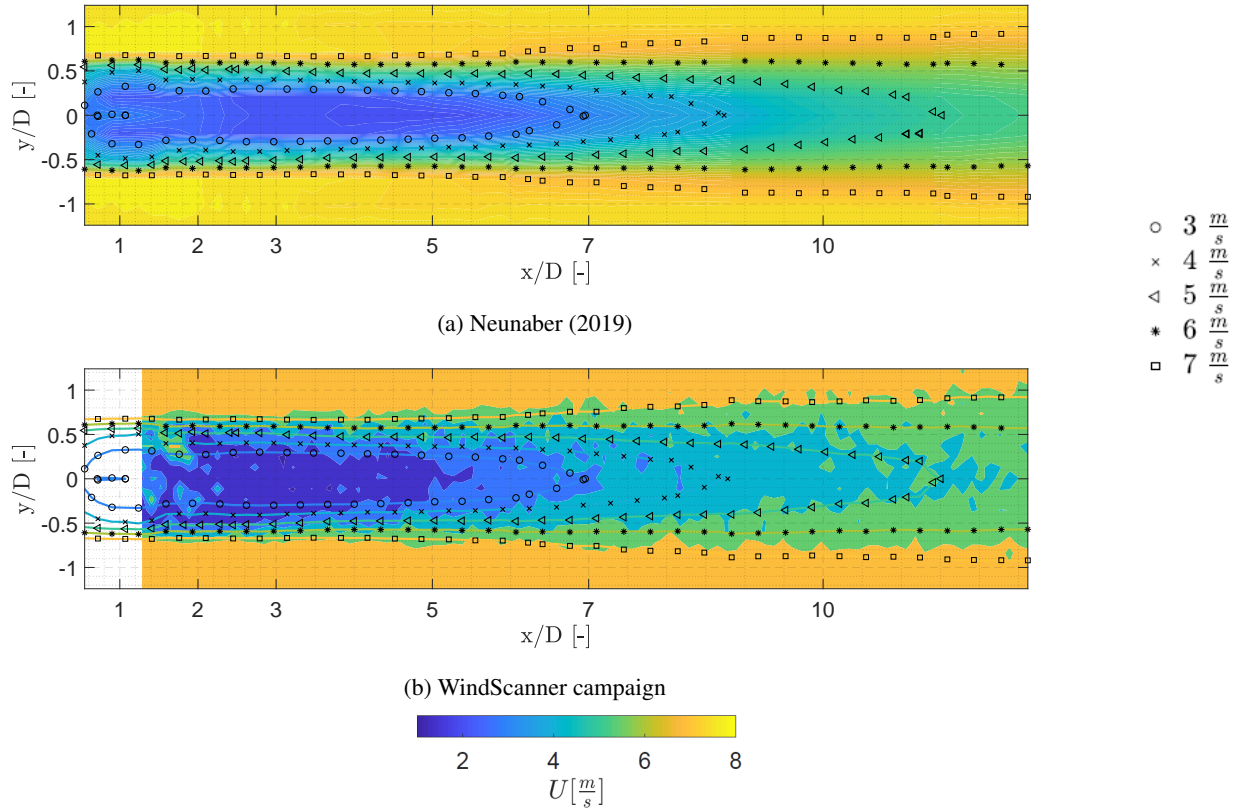 1
0.5
0
-0.5
-1
y/D [-]
1 2 3 5 7 10
x/D [-]
(a) Neunaber (2019)
3 m/s
4 m/s
5 m/s
6 m/s
7 m/s
1
0.5
0
-0.5
-1
y/D [-]
1 2 3 5 7 10
x/D [-]
(b) WindScanner campaign
2 4 6 8
U[m/s]